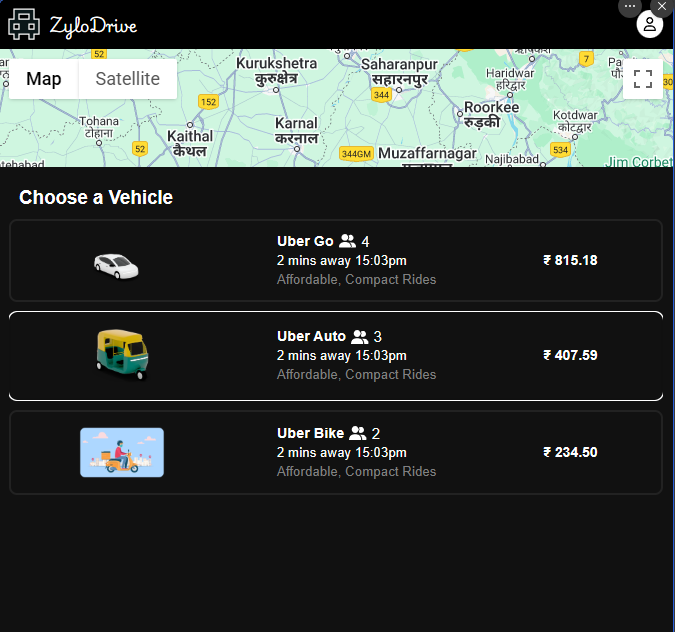 ZyloDrive
Map
Satellite
52
Kurukshetra
कुरुक्षेत्र
Saharanpur
सहारनपुर
344
7
Haridwar
हरिद्वार
152
Tohana
टोहाना
52
Kaithal
कैथल
Karnal
करनाल
Roorkee
रुड़की
Kotdwar
कोटद्वार
344GM
Muzaffarnagar
Najibabad
534
Jim Corbet
Choose a Vehicle
Uber Go 4
2 mins away 15:03pm
Affordable, Compact Rides
₹ 815.18
Uber Auto 3
2 mins away 15:03pm
Affordable, Compact Rides
₹ 407.59
Uber Bike 2
2 mins away 15:03pm
Affordable, Compact Rides
₹ 234.50